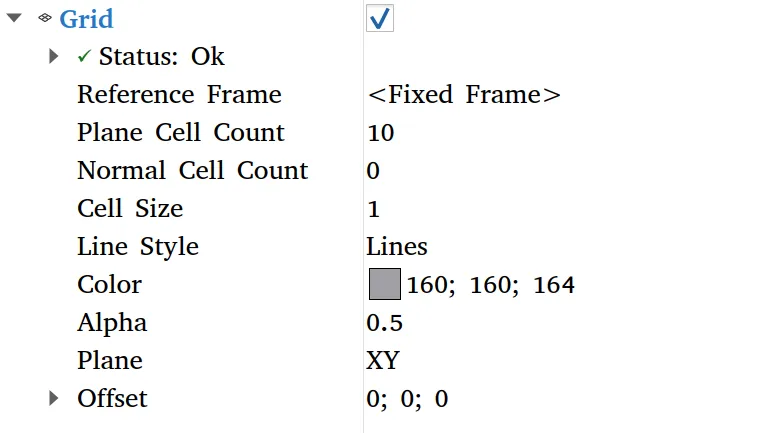 Grid
Status: Ok
Reference Frame <Fixed Frame>
Plane Cell Count 10
Normal Cell Count 0
Cell Size 1
Line Style Lines
Color 160; 160; 164
Alpha 0.5
Plane XY
Offset 0; 0; 0